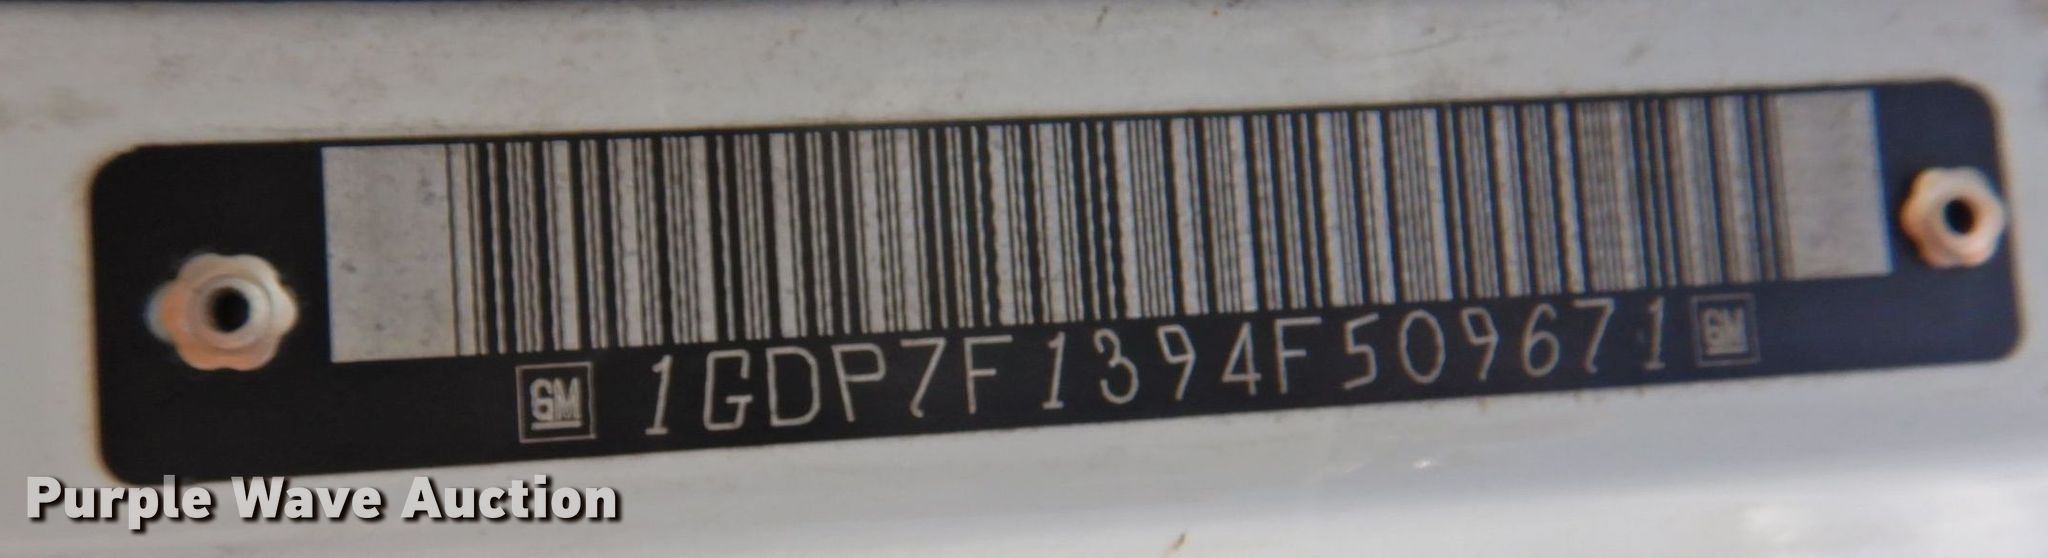 GM 1GDP7F1394F509671 GM
Purple Wave Auction